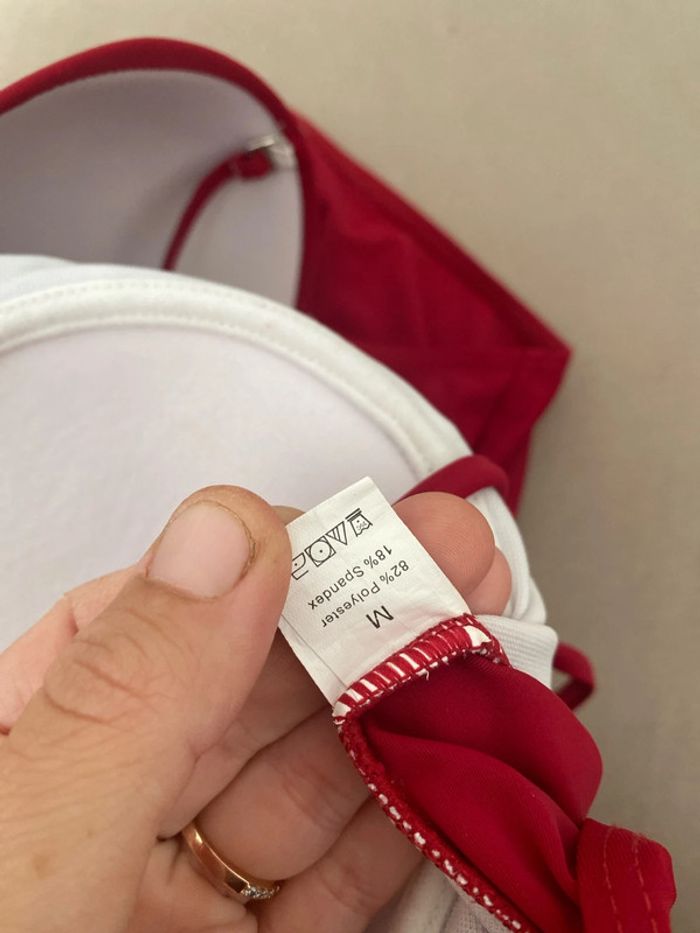 M
82% Polyester
18% Spandex